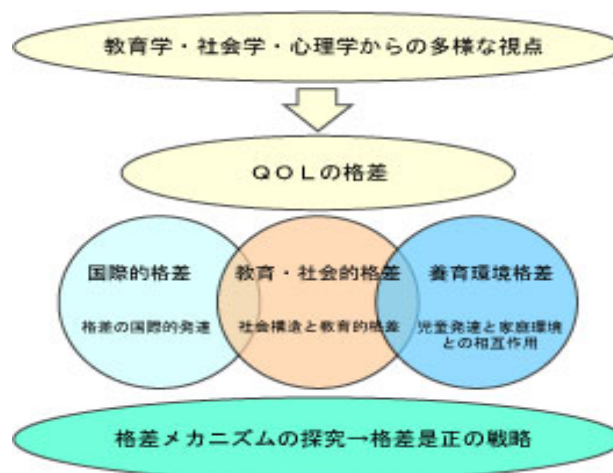 教育学・社会学・心理学からの多様な視点
ＱＯＬの格差
国際的格差
教育・社会的格差
養育環境格差
格差の国際的発達
社会構造と教育的格差
児童発達と家庭環境
との相互作用
格差メカニズムの探究→格差是正の戦略